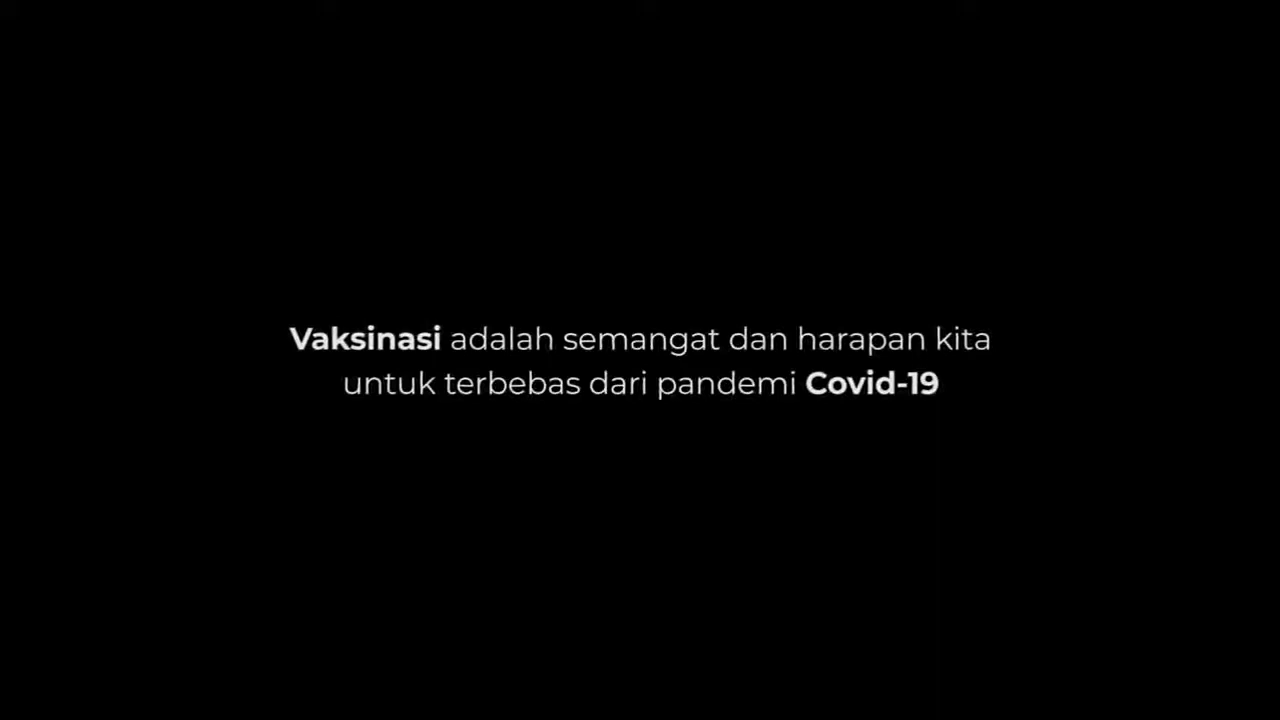 Vaksinasi adalah semangat dan harapan kita
untuk terbebas dari pandemi Covid-19